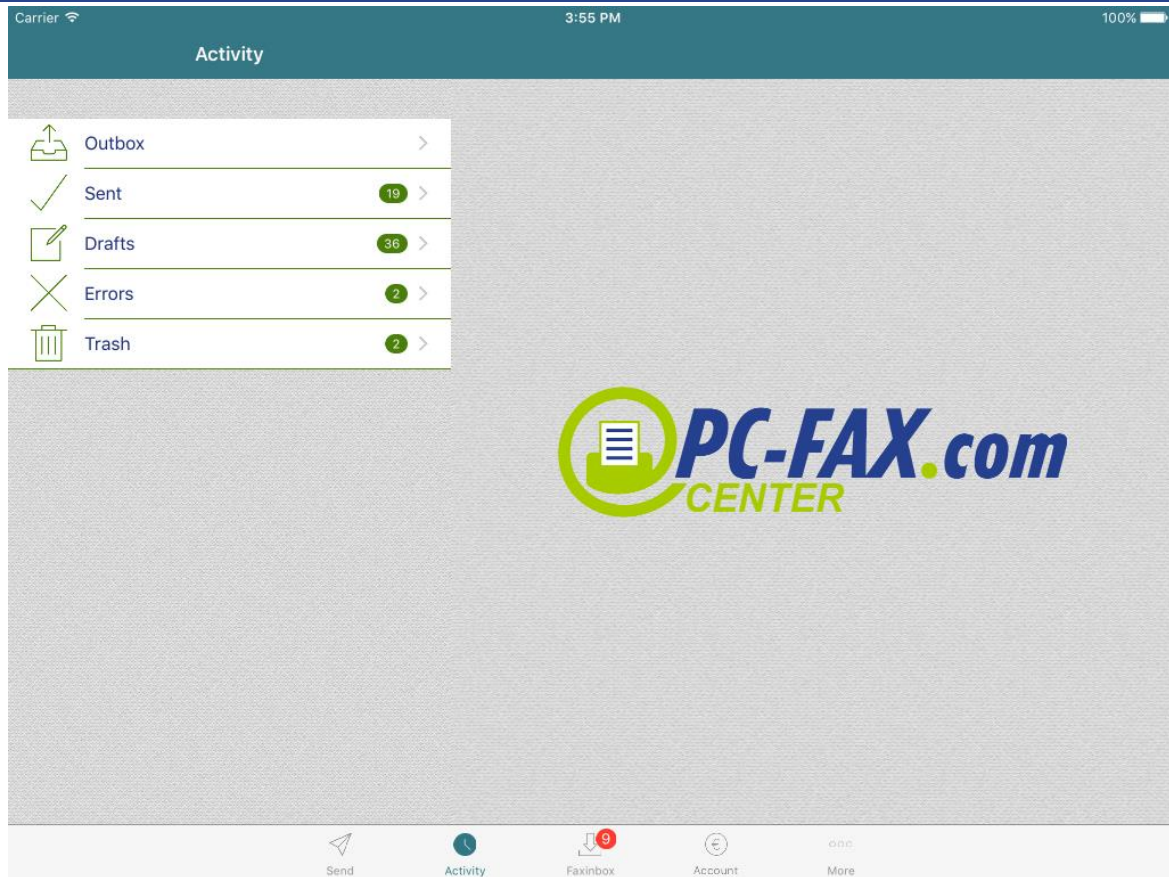 Carrier 3:55 PM 100%
Activity
Outbox
Sent 19
Drafts 36
Errors 2
Trash 2
PC-FAX.com
CENTER
9
Send Activity Faxinbox Account More